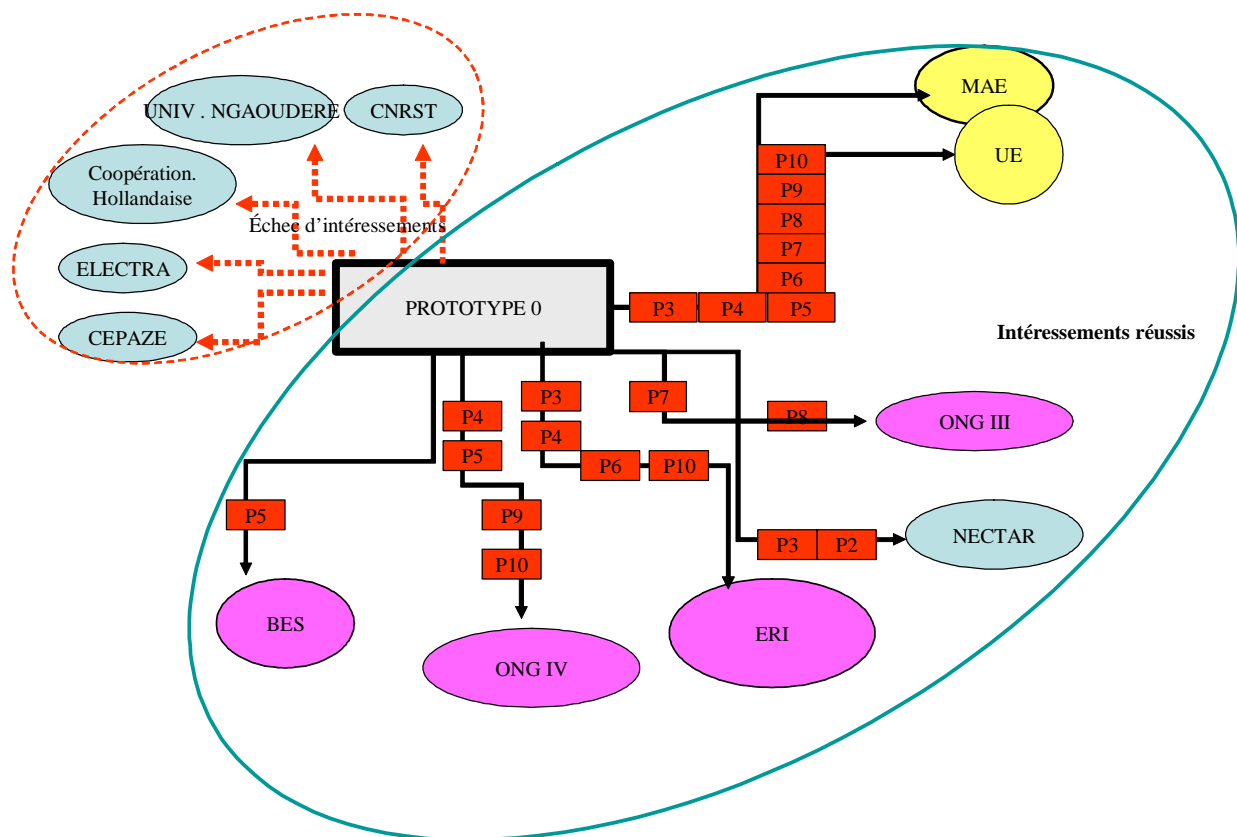 MAE
UNIV . NGAOUDERE
CNRST
UE
P10
P9
P8
P7
P6
Coopération.
Hollandaise
Échec d’intéressements
ELECTRA
PROTOTYPE 0
P3
P4
P5
CEPAZE
Intéressements réussis
P3
P7
P4
P8
ONG III
P4
P5
P6
P10
P5
P9
P3
P2
NECTAR
P10
BES
ERI
ONG IV